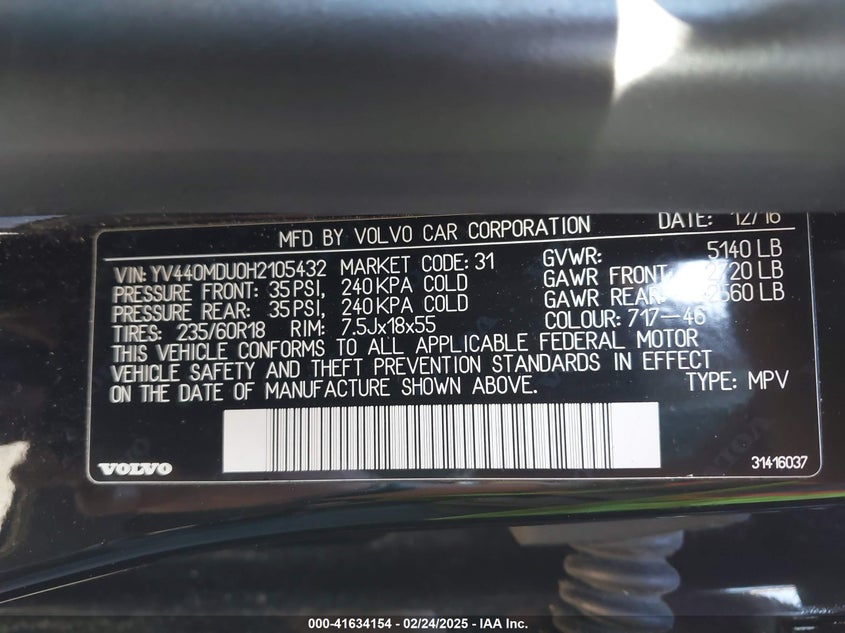 MFD BY VOLVO CAR CORPORATION DATE: 12/16
VIN: YV440MDU0H2105432 MARKET CODE: 31 GVWR: 5140 LB
PRESSURE FRONT: 35 PSI, 240 KPA COLD GAWR FRONT: 2720 LB
PRESSURE REAR: 35 PSI, 240 KPA COLD GAWR REAR: 2560 LB
TIRES: 235/60R18 RIM: 7.5Jx18x55 COLOUR: 717-46
THIS VEHICLE CONFORMS TO ALL APPLICABLE FEDERAL MOTOR
VEHICLE SAFETY AND THEFT PREVENTION STANDARDS IN EFFECT
ON THE DATE OF MANUFACTURE SHOWN ABOVE. TYPE: MPV
VOLVO 31416037
000-41634154 - 02/24/2025 - IAA Inc.